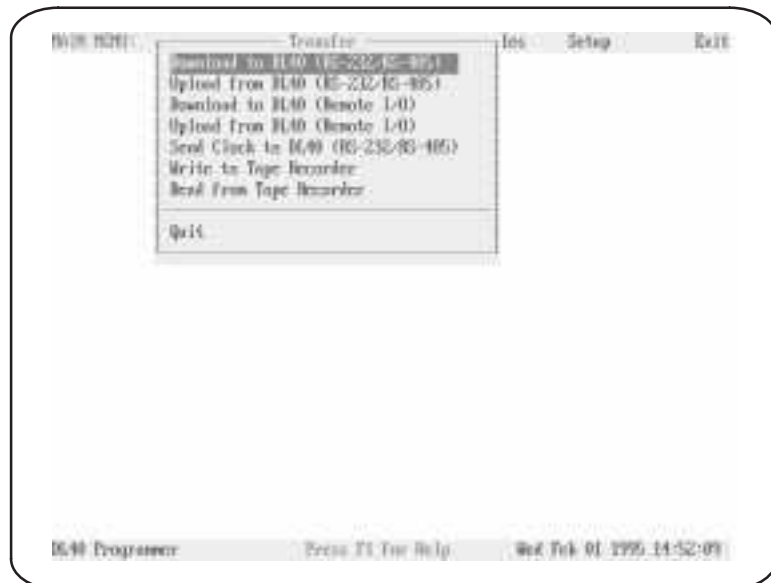 MAIN MENU Transfer Setup Exit
Download to DL40 (RS-232/RS-485)
Upload from DL40 (RS-232/RS-485)
Download to DL40 (Remote I/O)
Upload from DL40 (Remote I/O)
Send Clock to DL40 (RS-232/RS-485)
Write to Tape Recorder
Read from Tape Recorder
Quit
DL40 Programmer Press F1 for Help Wed Feb 01 1995 14:52:09